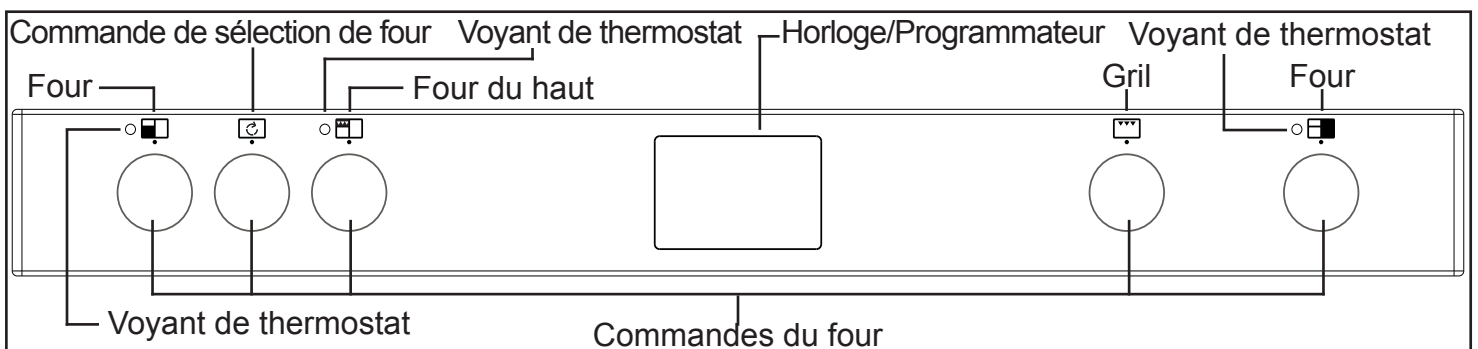 Commande de sélection de four Voyant de thermostat Horloge/Programmateur Voyant de thermostat
Four Four du haut Gril Four
Voyant de thermostat Commandes du four